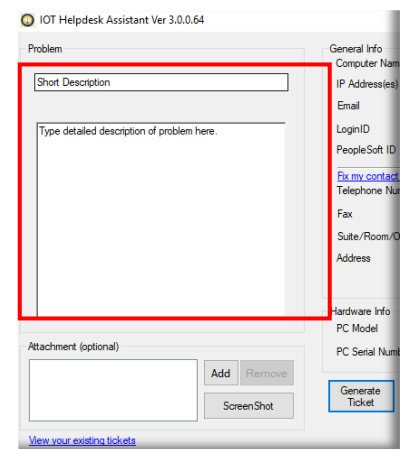 IOT Helpdesk Assistant Ver 3.0.0.64
Problem
Short Description
Type detailed description of problem here.
Attachment (optional)
Add
Remove
ScreenShot
View your existing tickets
General Info
Computer Nam
IP Address(es)
Email
LoginID
PeopleSoft ID
Fix my contact
Telephone Nu
Fax
Suite/Room/O
Address
Hardware Info
PC Model
PC Serial Numb
Generate
Ticket